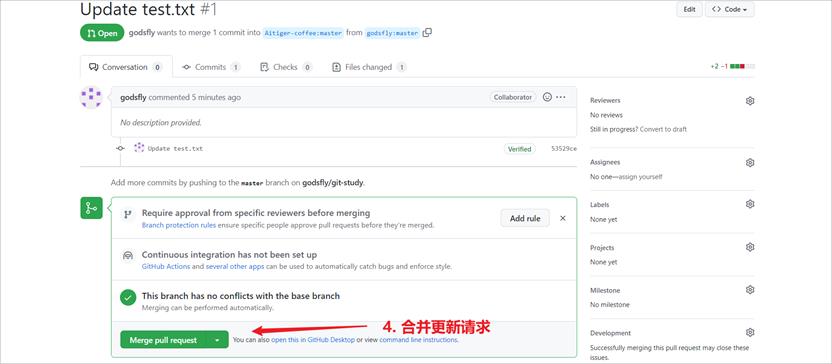 Update test.txt #1
Edit
Code
Open
godsfly wants to merge 1 commit into Aitiger-coffee:master from godsfly:master
Conversation 0
Commits 1
Checks 0
Files changed 1
+2 −1
godsfly commented 5 minutes ago
Collaborator
No description provided.
Update test.txt
Verified
53529ce
Add more commits by pushing to the master branch on godsfly/git-study.
Require approval from specific reviewers before merging
Branch protection rules ensure specific people approve pull requests before they're merged.
Add rule
Continuous integration has not been set up
GitHub Actions and several other apps can be used to automatically catch bugs and enforce style.
This branch has no conflicts with the base branch
Merging can be performed automatically.
Merge pull request
You can also open this in GitHub Desktop or view command line instructions.
4. 合并更新请求
Reviewers
No reviews
Still in progress? Convert to draft
Assignees
No one—assign yourself
Labels
None yet
Projects
None yet
Milestone
No milestone
Development
Successfully merging this pull request may close these
issues.